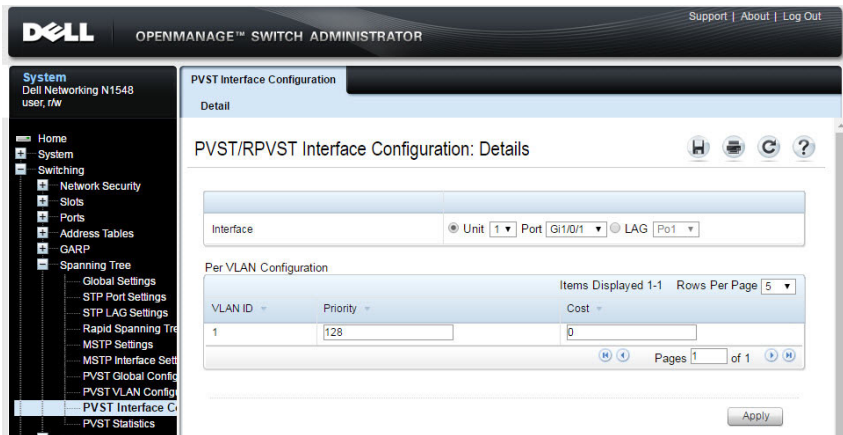 Support | About | Log Out
DELL OPENMANAGE™ SWITCH ADMINISTRATOR
System
Dell Networking N1548
user, r/w
Home
System
Switching
Network Security
Slots
Ports
Address Tables
GARP
Spanning Tree
Global Settings
STP Port Settings
STP LAG Settings
Rapid Spanning Tre
MSTP Settings
MSTP Interface Sett
PVST Global Config
PVST VLAN Configu
PVST Interface Co
PVST Statistics
PVST Interface Configuration
Detail
PVST/RPVST Interface Configuration: Details
Interface Unit 1 Port Gi1/0/1 LAG Po1
Per VLAN Configuration
Items Displayed 1-1 Rows Per Page 5
VLAN ID Priority Cost
1 128 0
Pages 1 of 1
Apply